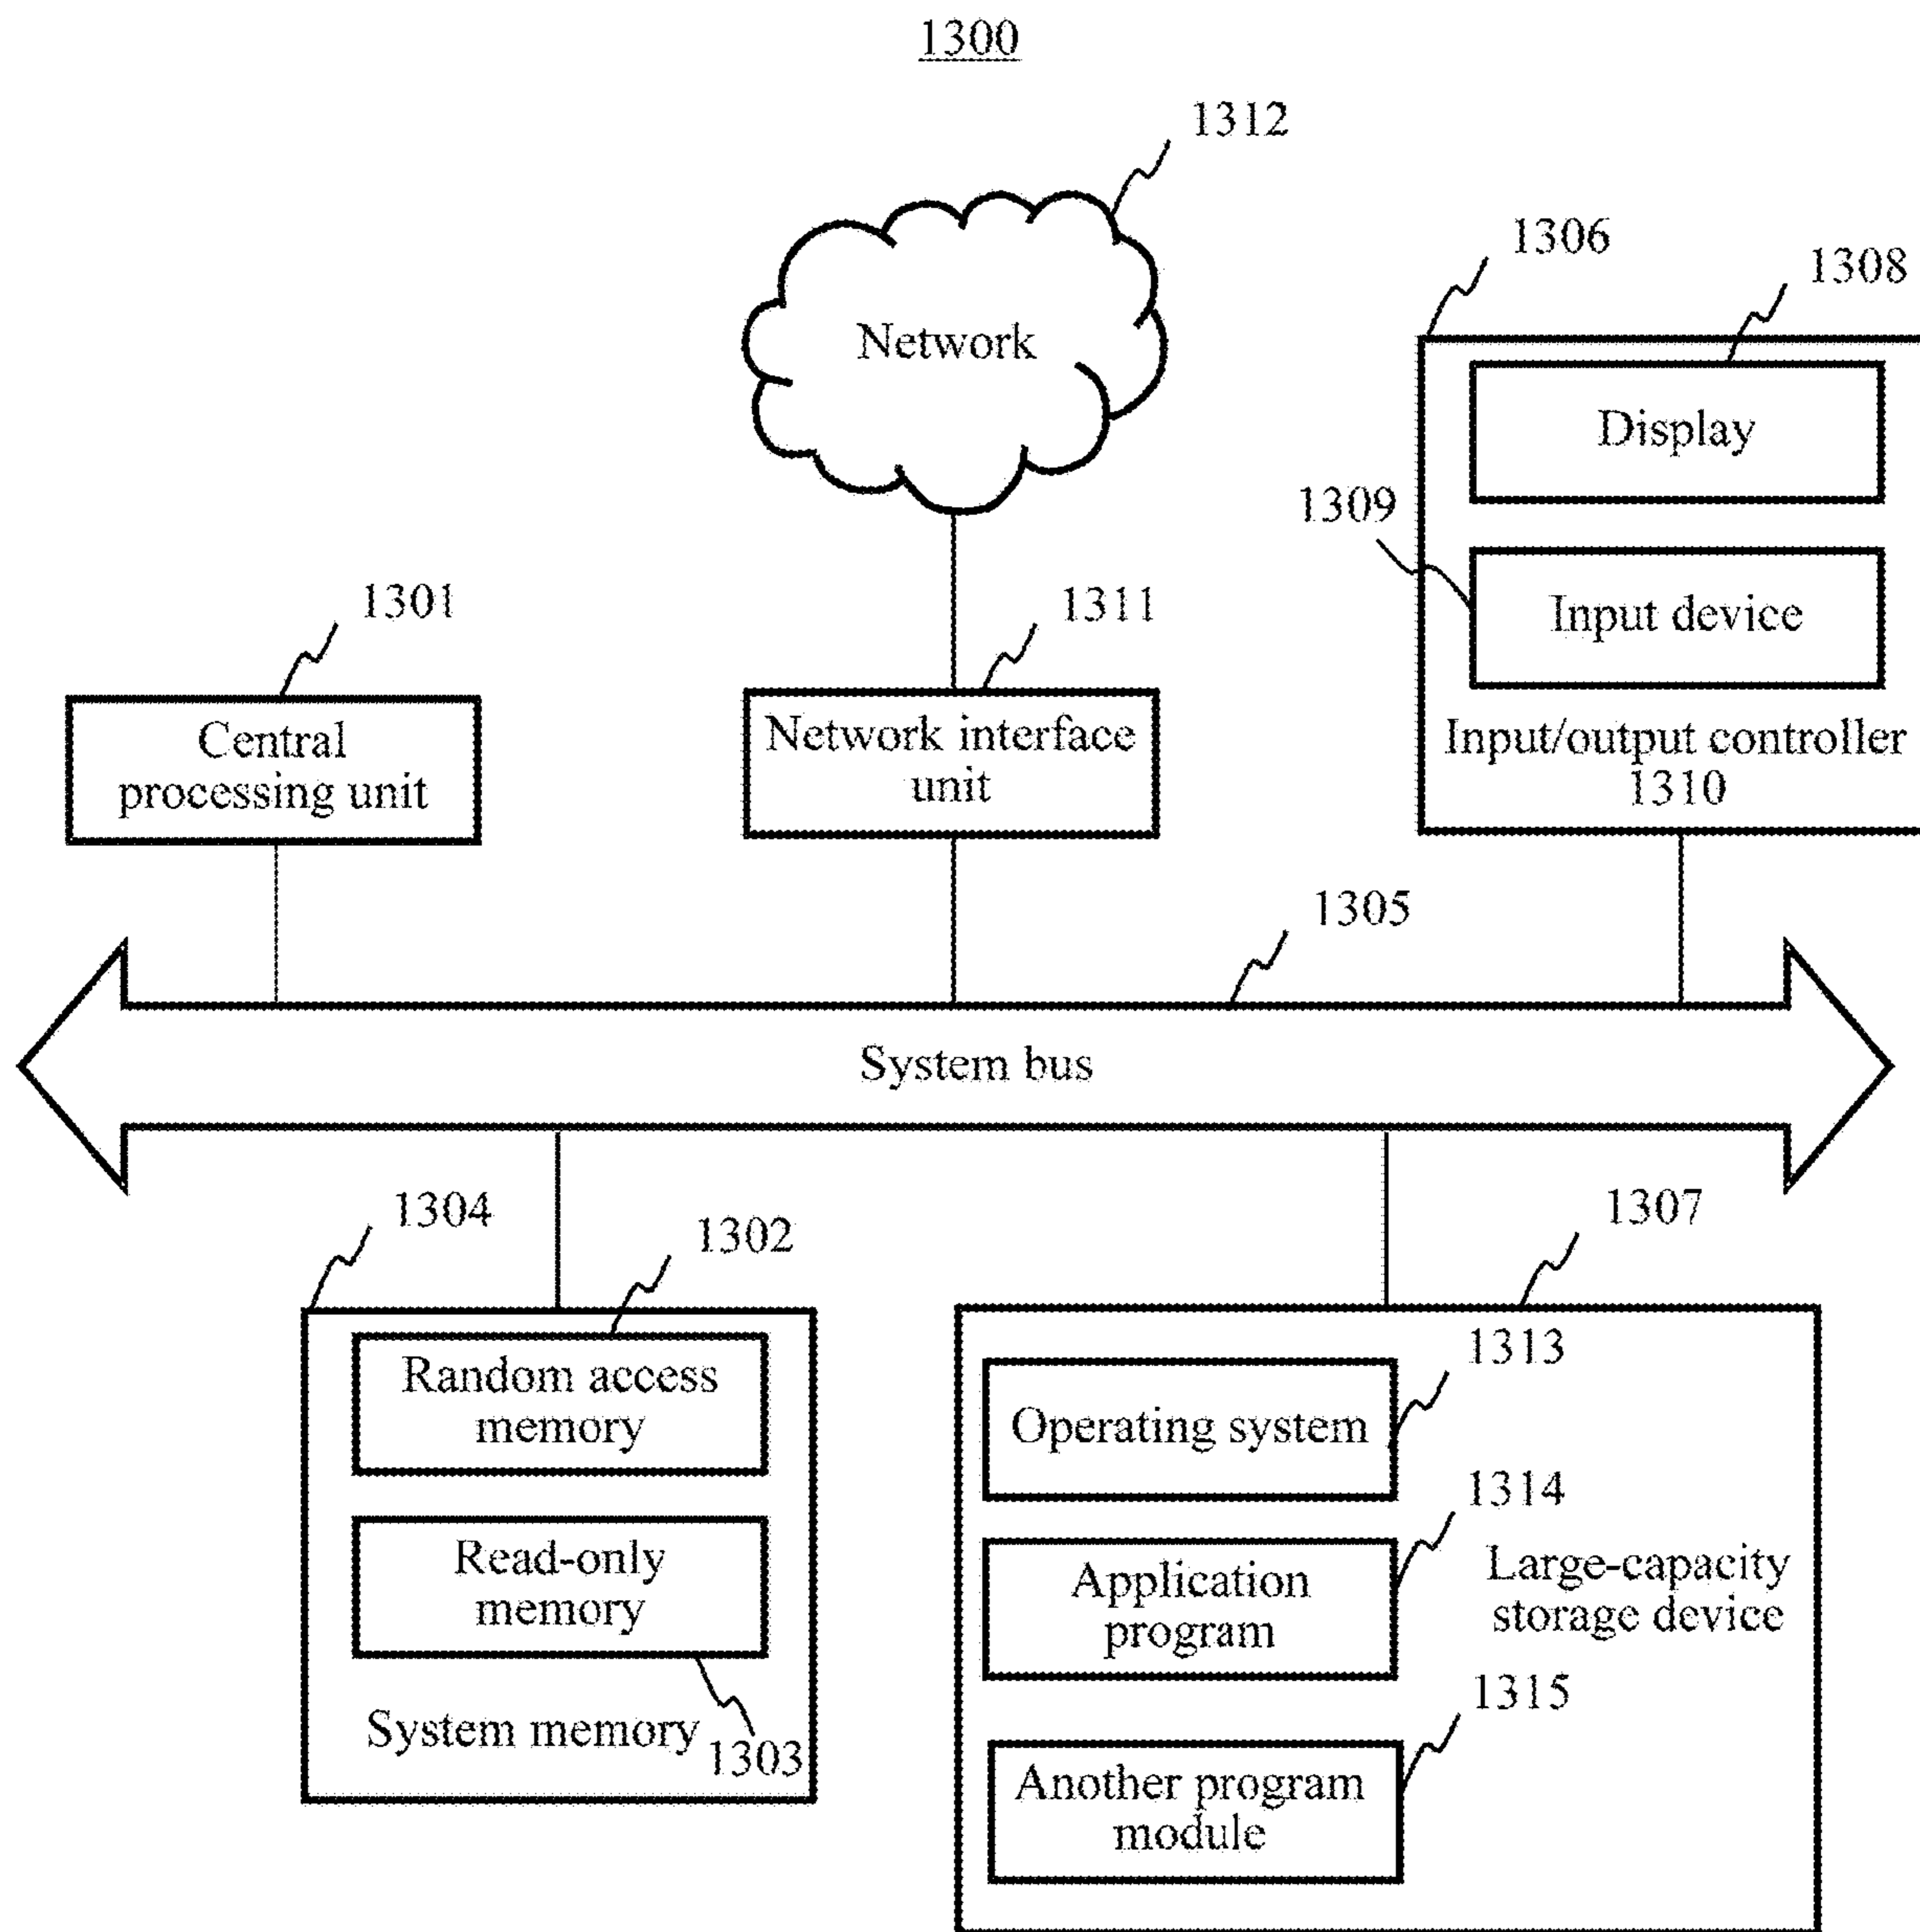 1300
1312
Network
1306
1308
Display
1309
Input device
Input/output controller
1310
1301
Central
processing unit
1311
Network interface
unit
1305
System bus
1304
1302
Random access
memory
Read-only
memory
System memory
1303
1307
1313
Operating system
1314
Application
program
Large-capacity
storage device
1315
Another program
module